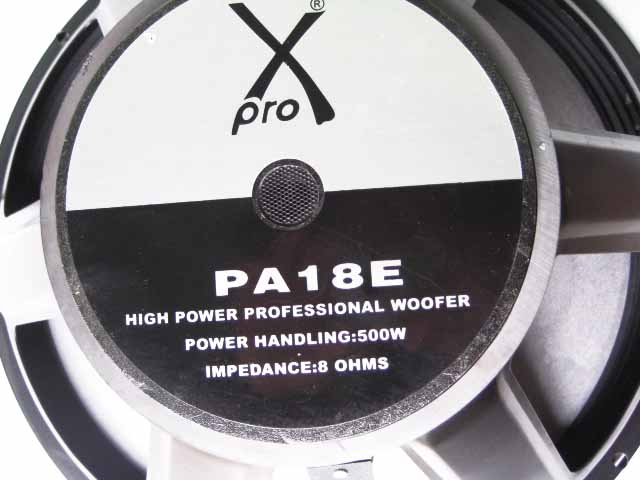 X®
pro
PA18E
HIGH POWER PROFESSIONAL WOOFER
POWER HANDLING:500W
IMPEDANCE:8 OHMS